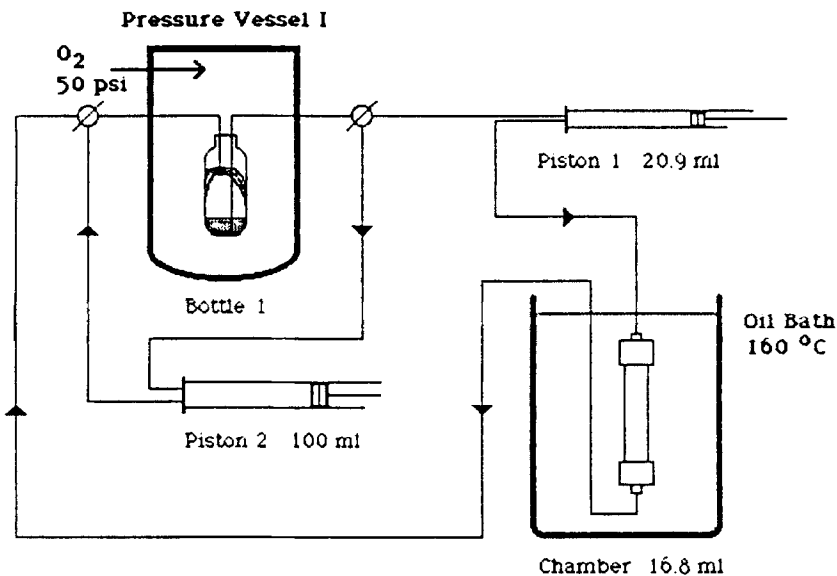 Pressure Vessel I
O2
50 psi
Piston 1 20.9 ml
Bottle 1
Oil Bath
160 °C
Piston 2 100 ml
Chamber 16.8 ml